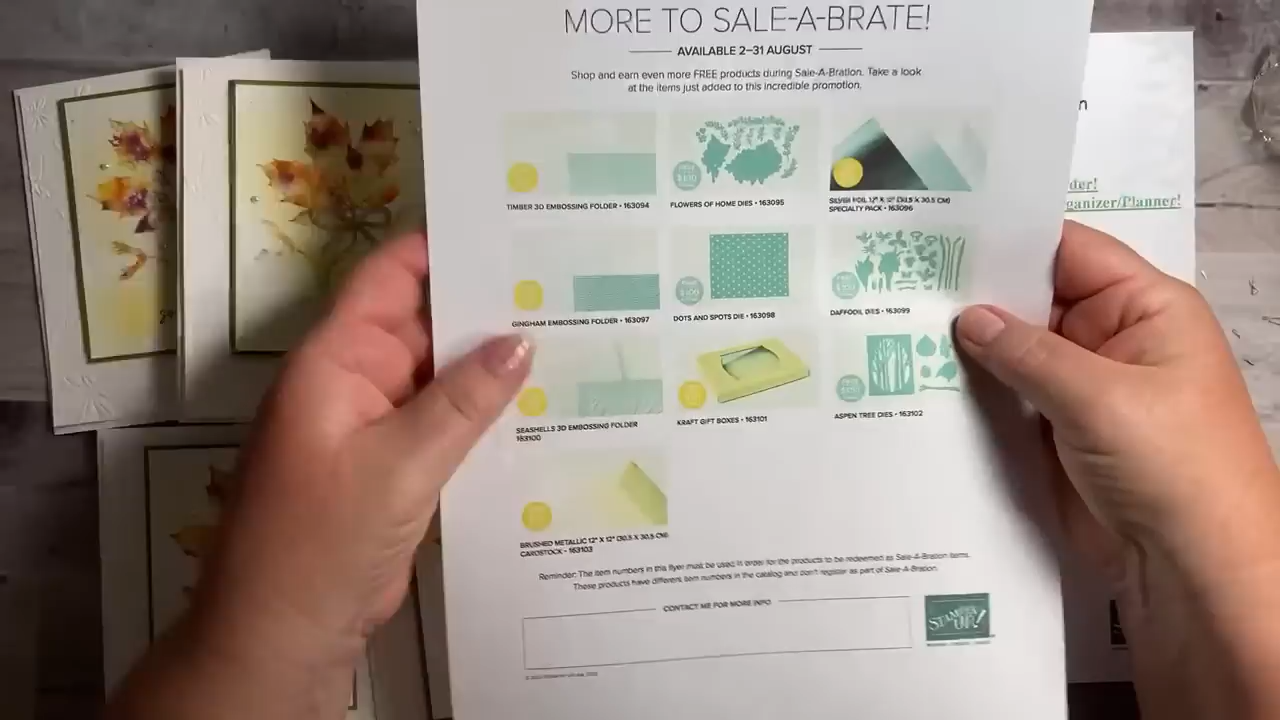 MORE TO SALE-A-BRATE!
AVAILABLE 2–31 AUGUST
Shop and earn even more FREE products during Sale-A-Bration. Take a look
at the items just added to this incredible promotion.
TIMBER 3D EMBOSSING FOLDER • 163094
FLOWERS OF HOME DIES • 163095
SILVER FOIL 12" X 12" (30.5 X 30.5 CM)
SPECIALTY PACK • 163096
GINGHAM EMBOSSING FOLDER • 163097
DOTS AND SPOTS DIE • 163098
DAFFODIL DIES • 163099
SEASHELLS 3D EMBOSSING FOLDER
163100
KRAFT GIFT BOXES • 163101
ASPEN TREE DIES • 163102
BRUSHED METALLIC 12" X 12" (30.5 X 30.5 CM)
CARDSTOCK • 163103
Reminder: The item numbers in this flyer must be used in order for the products to be redeemed as Sale-A-Bration items.
These products have different item numbers in the catalog and don't register as part of Sale-A-Bration.
CONTACT ME FOR MORE INFO
STAMPIN' UP!
der!
ganizer/Planner!